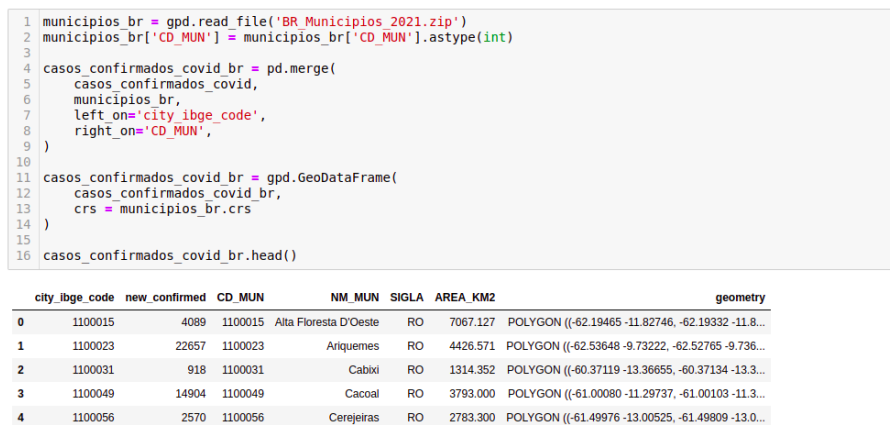 1 municipios_br = gpd.read_file('BR_Municipios_2021.zip')
2 municipios_br['CD_MUN'] = municipios_br['CD_MUN'].astype(int)
3
4 casos_confirmados_covid_br = pd.merge(
5     casos_confirmados_covid,
6     municipios_br,
7     left_on='city_ibge_code',
8     right_on='CD_MUN',
9 )
10
11 casos_confirmados_covid_br = gpd.GeoDataFrame(
12     casos_confirmados_covid_br,
13     crs = municipios_br.crs
14 )
15
16 casos_confirmados_covid_br.head()
city_ibge_code new_confirmed CD_MUN NM_MUN SIGLA AREA_KM2 geometry
0 1100015 4089 1100015 Alta Floresta D'Oeste RO 7067.127 POLYGON ((-62.19465 -11.82746, -62.19332 -11.8...
1 1100023 22657 1100023 Ariquemes RO 4426.571 POLYGON ((-62.53648 -9.73222, -62.52765 -9.736...
2 1100031 918 1100031 Cabixi RO 1314.352 POLYGON ((-60.37119 -13.36655, -60.37134 -13.3...
3 1100049 14904 1100049 Cacoal RO 3793.000 POLYGON ((-61.00080 -11.29737, -61.00103 -11.3...
4 1100056 2570 1100056 Cerejeiras RO 2783.300 POLYGON ((-61.49976 -13.00525, -61.49809 -13.0...